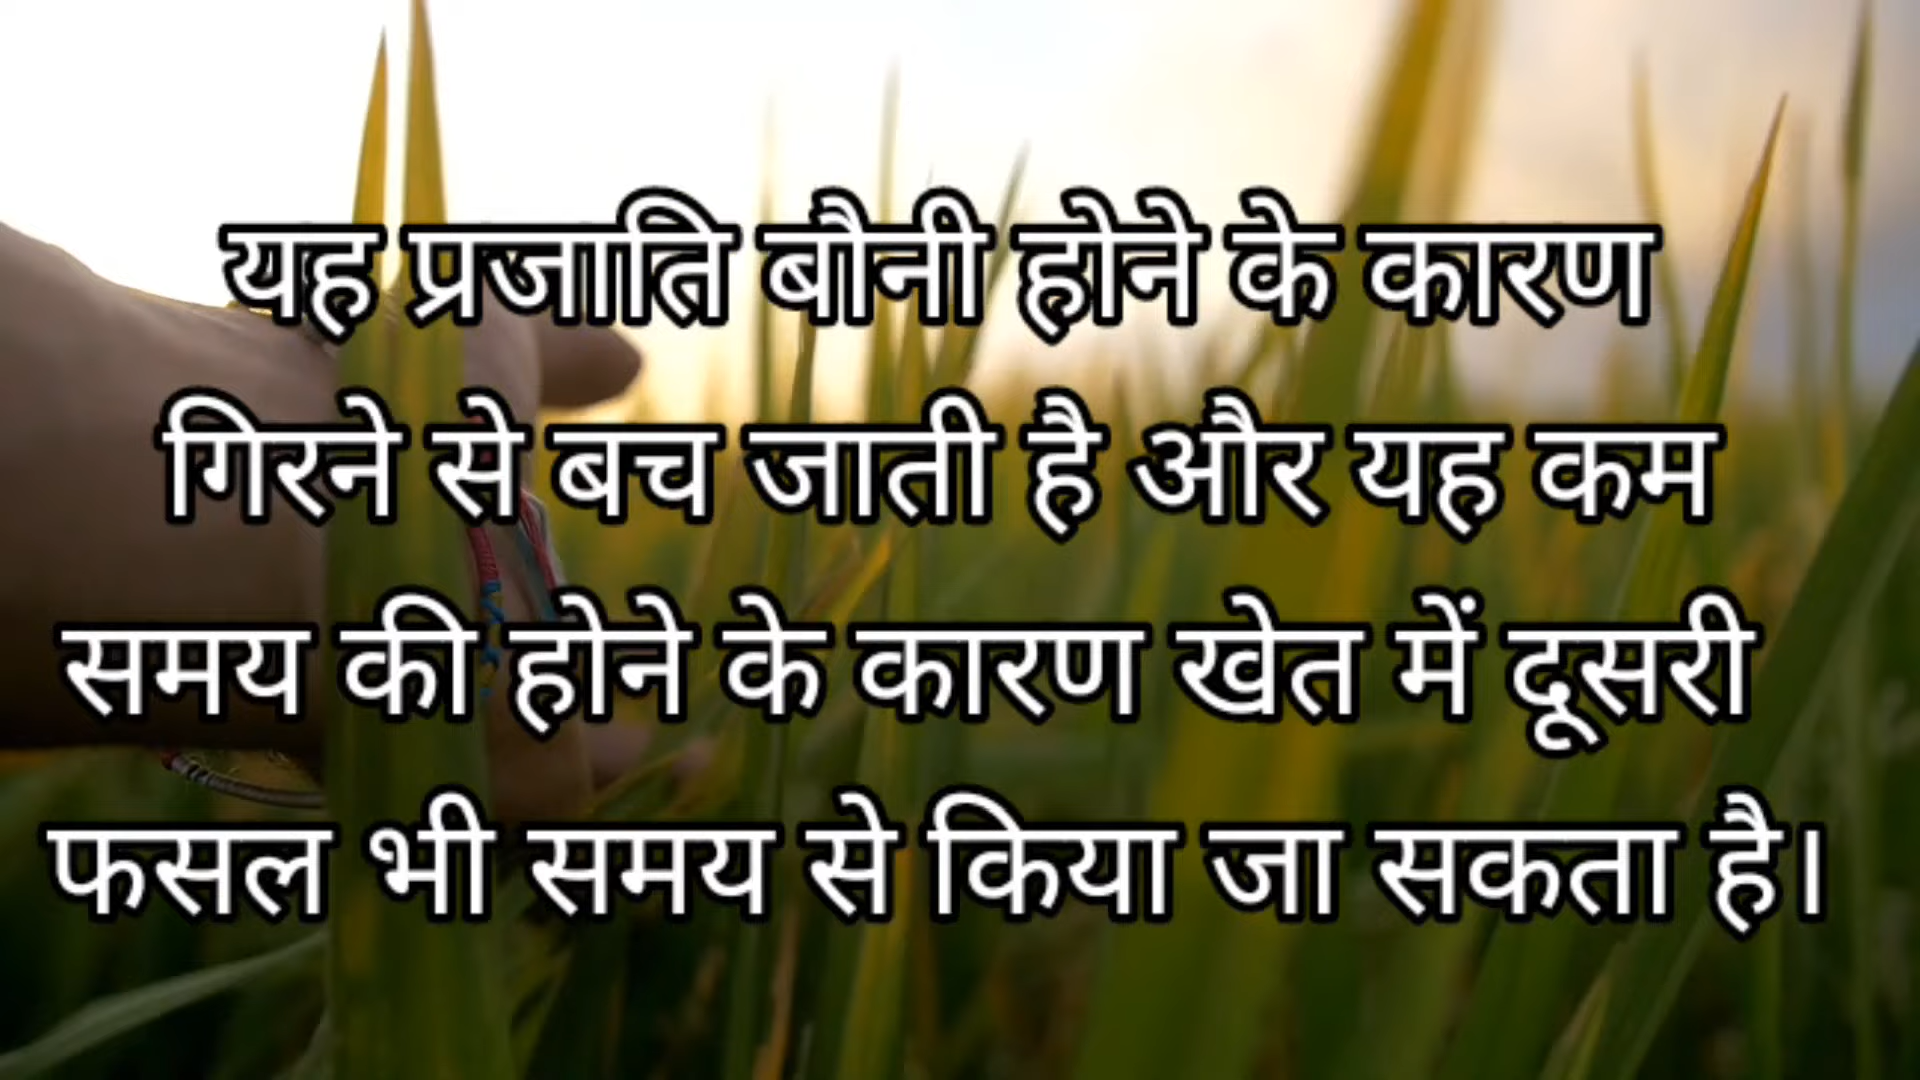 यह प्रजाति बौनी होने के कारण
गिरने से बच जाती है और यह कम
समय की होने के कारण खेत में दूसरी
फसल भी समय से किया जा सकता है।